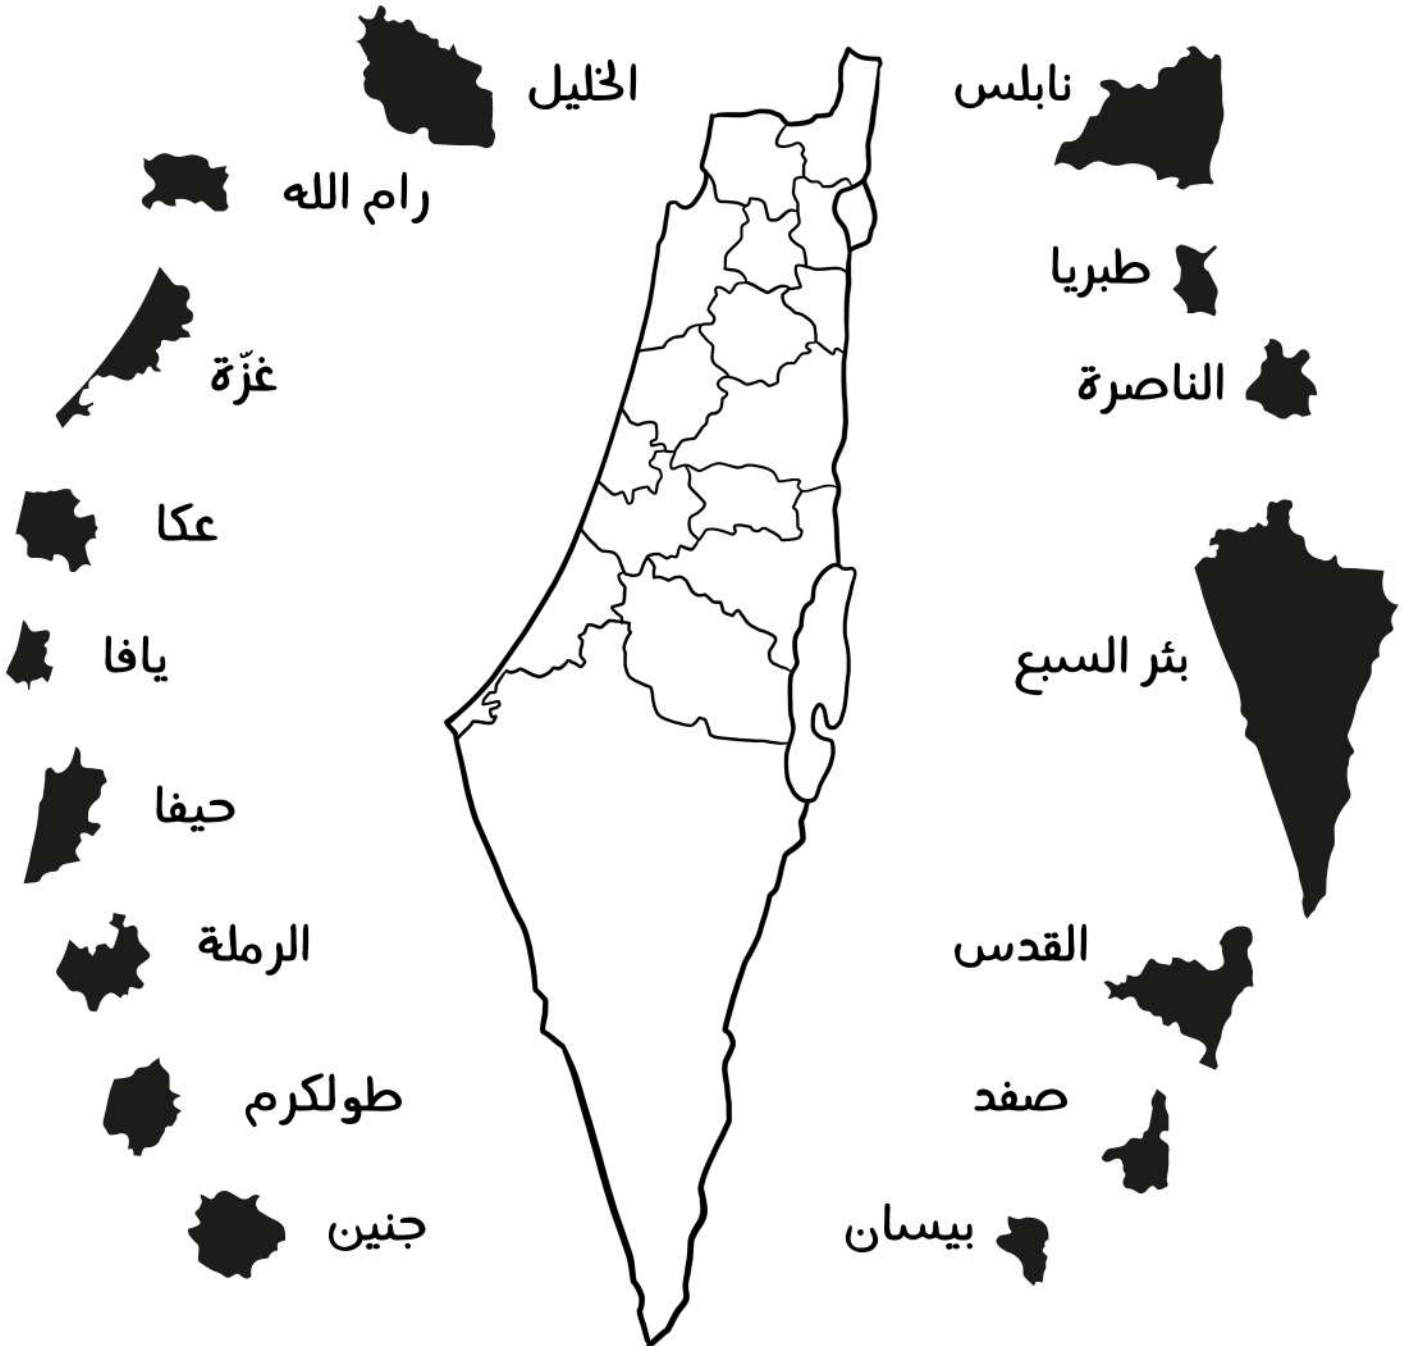 الخليل
نابلس
رام الله
طبريا
غزّة
الناصرة
عكا
يافا
بئر السبع
حيفا
الرملة
القدس
طولكرم
صفد
جنين
بيسان